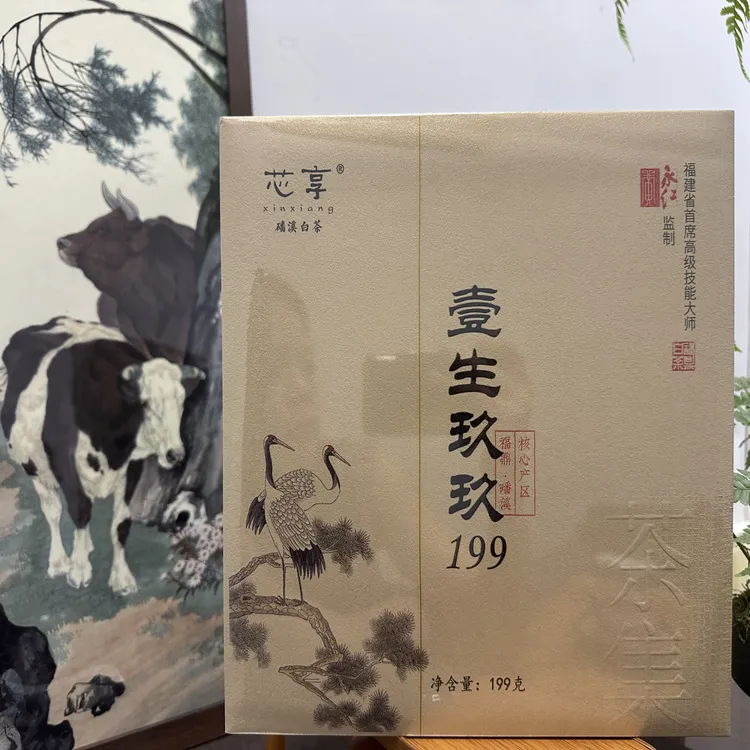 芯享®
xinxiang
磻溪白茶
福建省首席高级技能大师
永红
监制
壹生玖玖
199
核心产区
福鼎·磻溪
净含量：199克